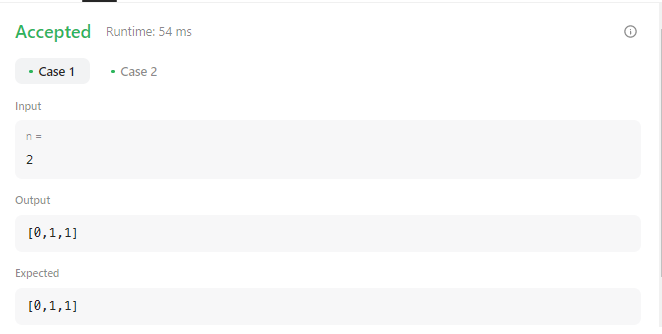 Accepted Runtime: 54 ms
• Case 1 • Case 2
Input
n =
2
Output
[0,1,1]
Expected
[0,1,1]